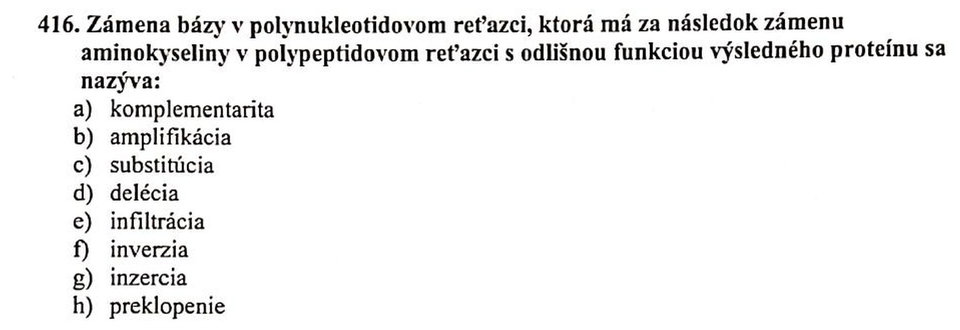 416. Zámena bázy v polynukleotidovom reťazci, ktorá má za následok zámenu
aminokyseliny v polypeptidovom reťazci s odlišnou funkciou výsledného proteínu sa
nazýva:
a) komplementarita
b) amplifikácia
c) substitúcia
d) delécia
e) infiltrácia
f) inverzia
g) inzercia
h) preklopenie